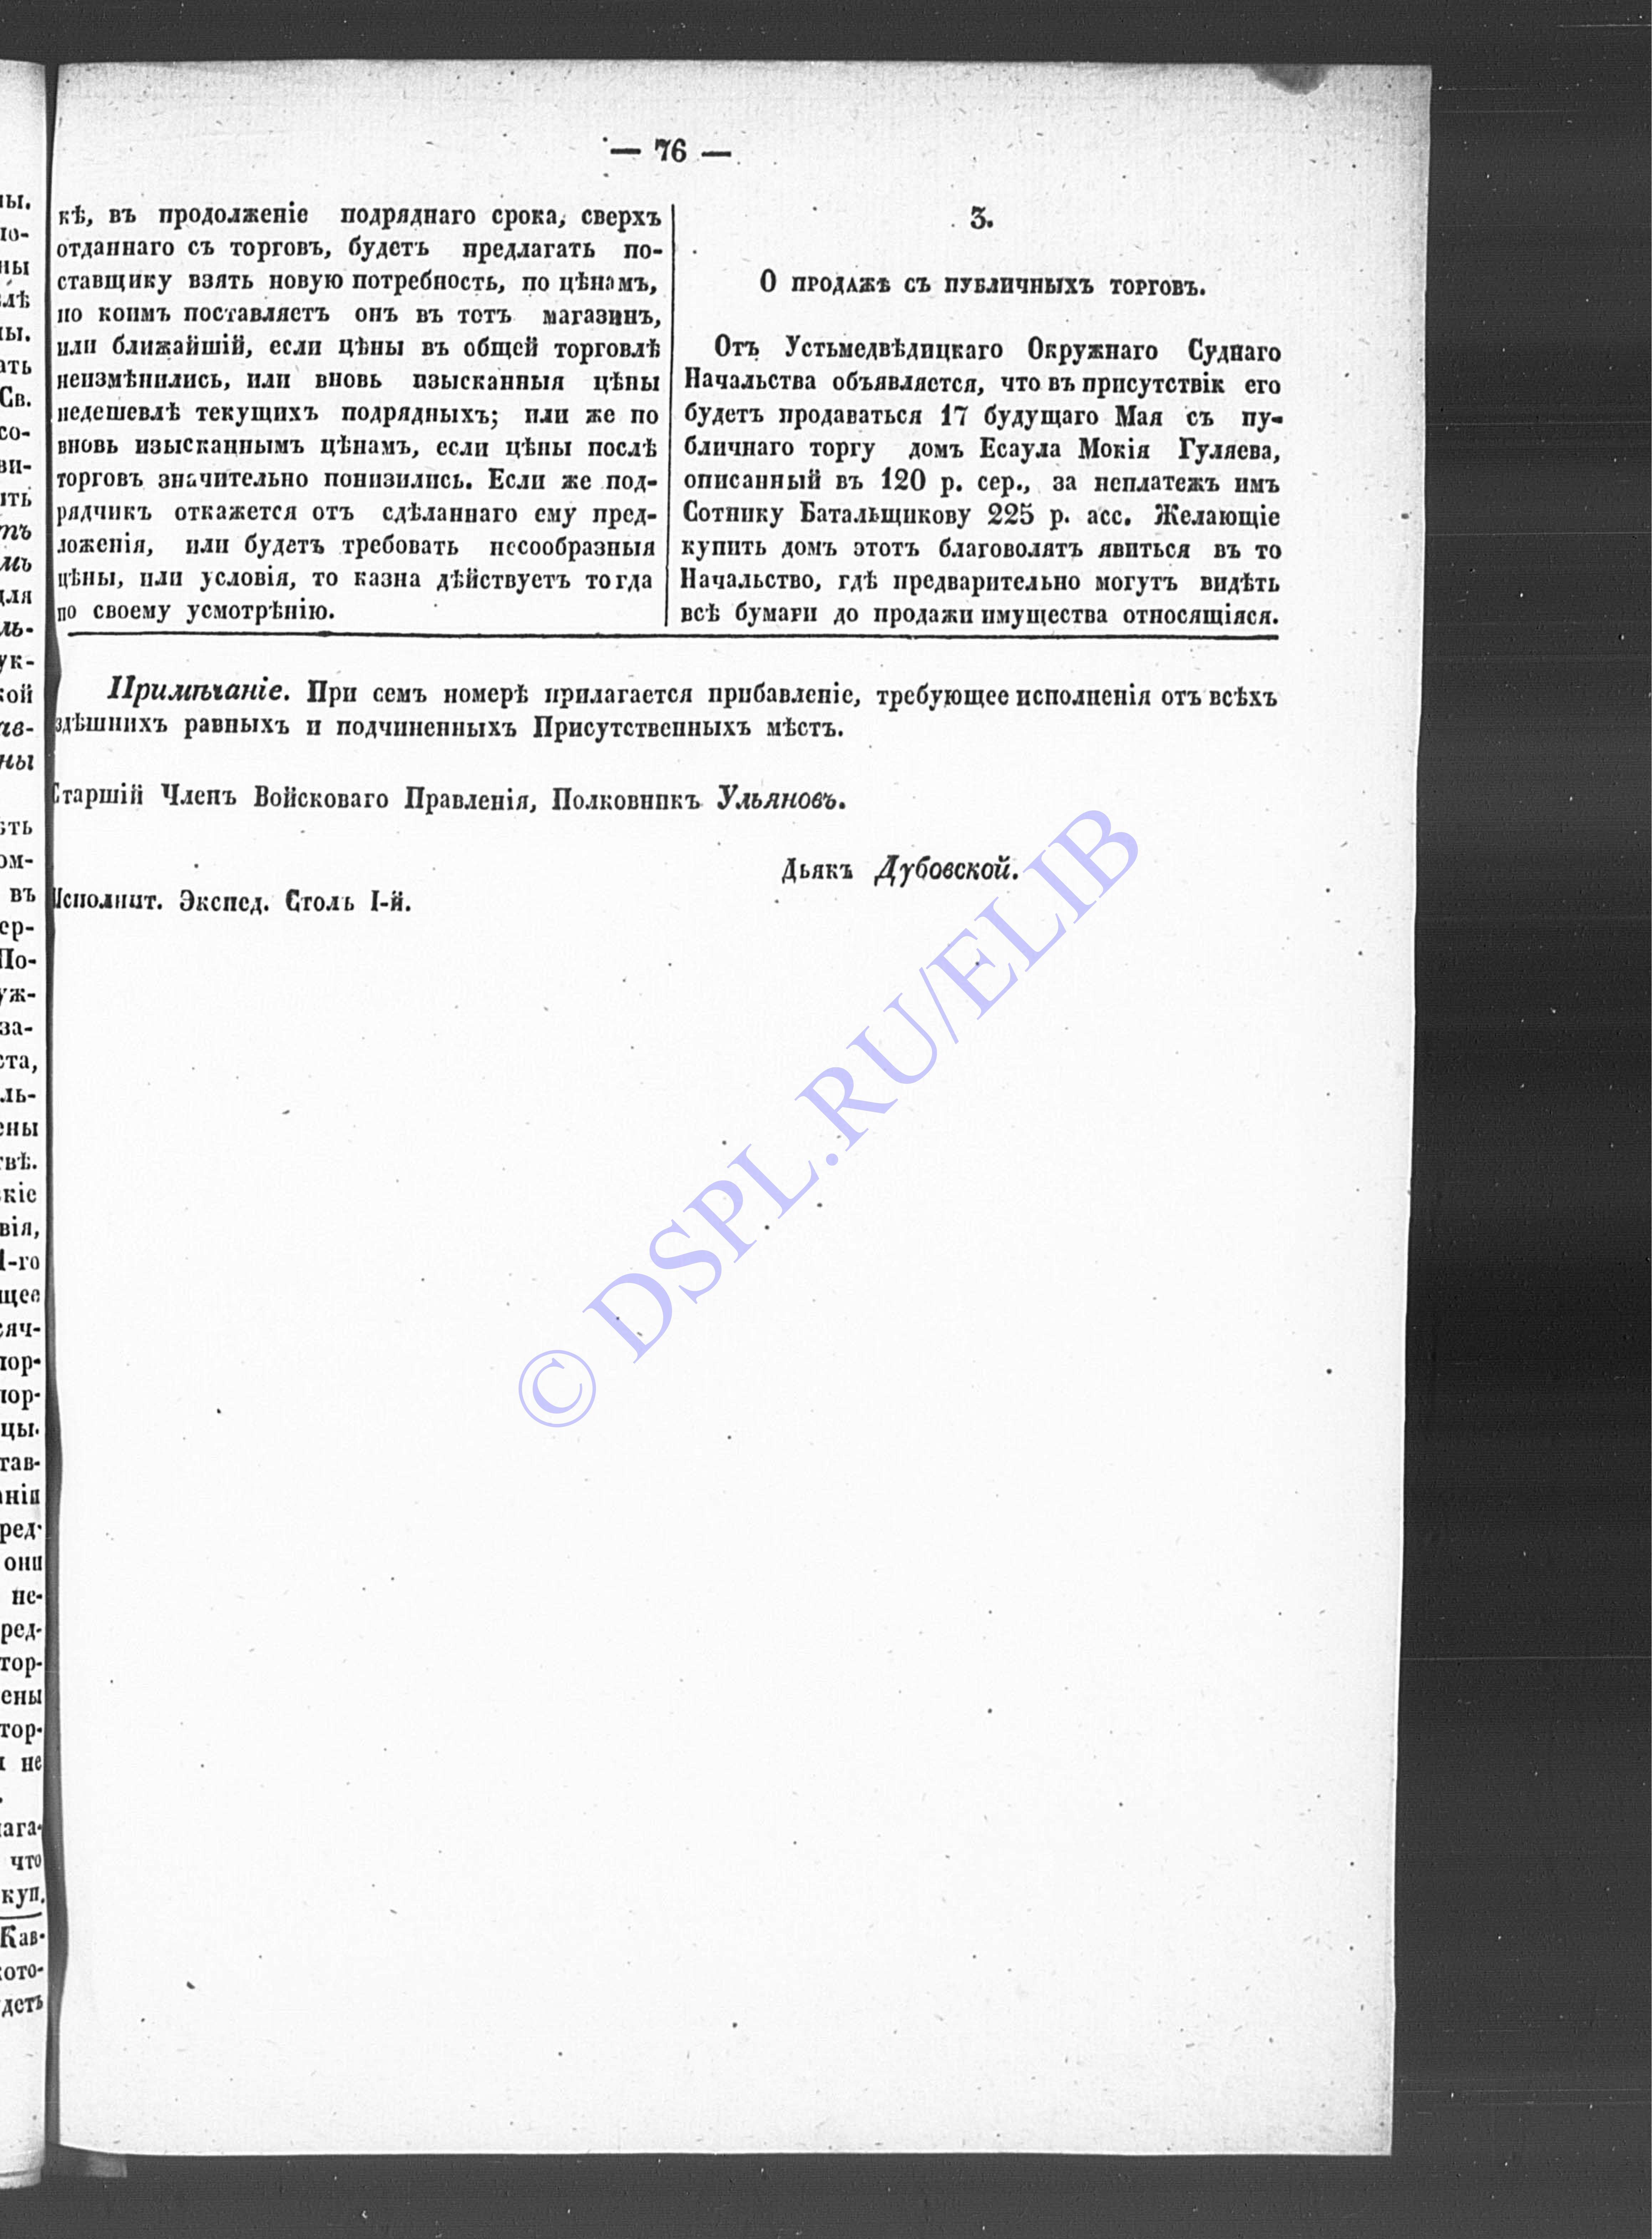 — 76 —
кѣ, въ продолженіе подряднаго срока, сверхъ
отданнаго съ торговъ, будетъ предлагать по-
ставщику взять новую потребность, по цѣнамъ,
по коимъ поставляетъ онъ въ тотъ магазинъ,
или ближайшій, если цѣны въ общей торговлѣ
неизмѣнились, или вновь изысканныя цѣны
недешевлѣ текущихъ подрядныхъ; или же по
вновь изысканнымъ цѣнамъ, если цѣны послѣ
торговъ значительно понизились. Если же под-
рядчикъ откажется отъ сдѣланнаго ему пред-
ложенія, или будетъ требовать несообразныя
цѣны, или условія, то казна дѣйствуетъ тогда
по своему усмотрѣнію.
3.
О продажѣ съ публичныхъ торговъ.
Отъ Устьмедвѣдицкаго Окружнаго Суднаго
Начальства объявляется, что въ присутствіи его
будетъ продаваться 17 будущаго Мая съ пу-
бличнаго торгу домъ Есаула Мокія Гуляева,
описанный въ 120 р. сер., за неплатежъ имъ
Сотнику Батальщикову 225 р. асс. Желающіе
купить домъ этотъ благоволятъ явиться въ то
Начальство, гдѣ предварительно могутъ видѣть
всѣ бумаги до продажи имущества относящіяся.
Примѣчаніе. При семъ номерѣ прилагается прибавленіе, требующее исполненія отъ всѣхъ
здѣшнихъ равныхъ и подчиненныхъ Присутственныхъ мѣстъ.
Старшій Членъ Войсковаго Правленія, Полковникъ Ульяновъ.
Дьякъ Дубовской.
Исполнит. Экспед. Столъ I-й.
© DSPL.RU/ELIB